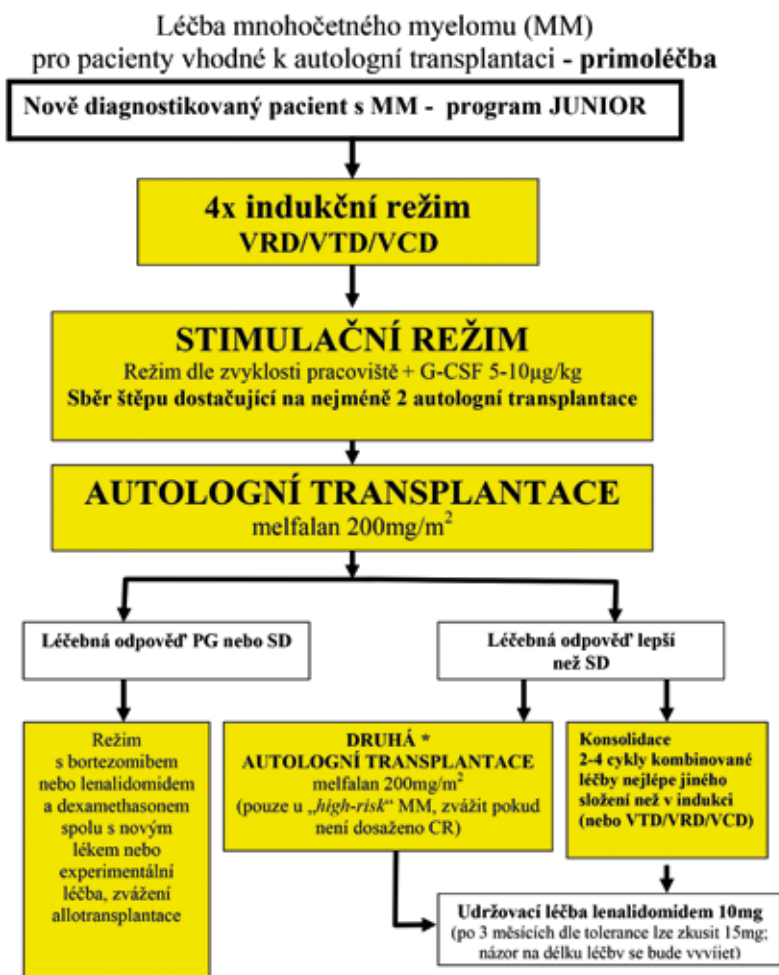 Léčba mnohočetného myelomu (MM)
pro pacienty vhodné k autologní transplantaci - primoléčba
Nově diagnostikovaný pacient s MM - program JUNIOR
4x indukční režim
VRD/VTD/VCD
STIMULAČNÍ REŽIM
Režim dle zvyklosti pracoviště + G-CSF 5-10µg/kg
Sběr štěpu dostačující na nejméně 2 autologní transplantace
AUTOLOGNÍ TRANSPLANTACE
melfalan 200mg/m²
Léčebná odpověď PG nebo SD
Léčebná odpověď lepší
než SD
Režim
s bortezomibem
nebo lenalidomidem
a dexamethasonem
spolu s novým
lékem nebo
experimentální
léčba, zvážení
allotransplantace
DRUHÁ *
AUTOLOGNÍ TRANSPLANTACE
melfalan 200mg/m²
(pouze u „high-risk“ MM, zvážit pokud
není dosaženo CR)
Konsolidace
2-4 cykly kombinované
léčby nejlépe jiného
složení než v indukci
(nebo VTD/VRD/VCD)
Udržovací léčba lenalidomidem 10mg
(po 3 měsících dle tolerance lze zkusit 15mg;
názor na délku léčby se bude vyvíjet)